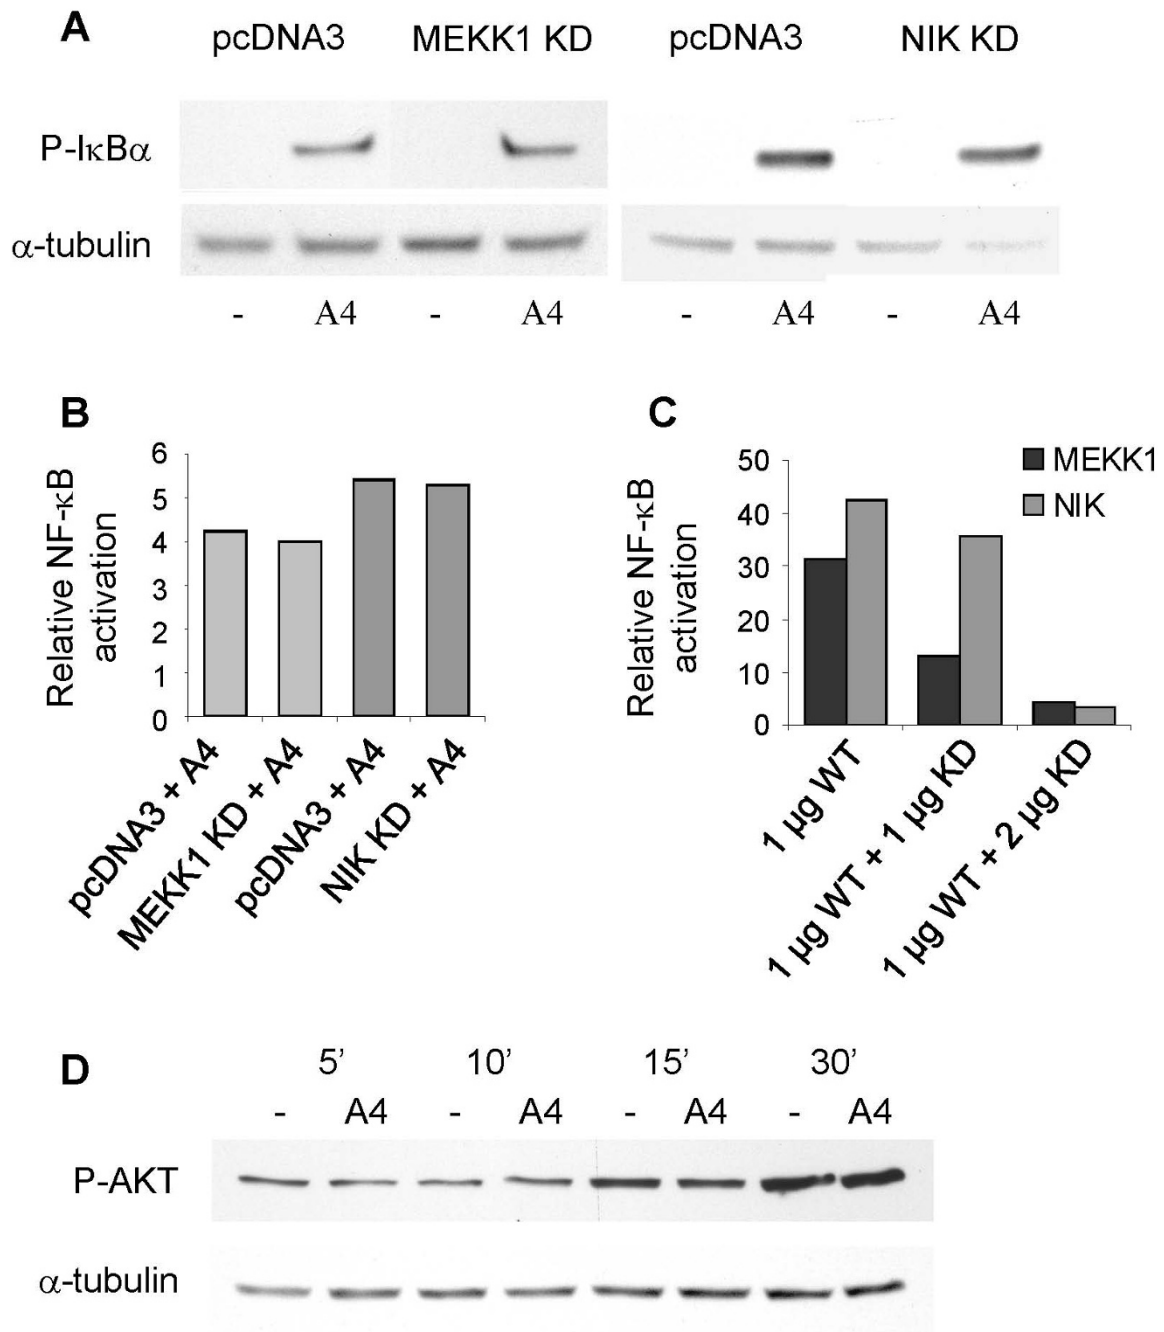 A
pcDNA3 MEKK1 KD pcDNA3 NIK KD
P-IκBα
α-tubulin
- A4 - A4 - A4 - A4
B
Relative NF-κB
activation
6
5
4
3
2
1
0
pcDNA3 + A4
MEKK1 KD + A4
pcDNA3 + A4
NIK KD + A4
C
Relative NF-κB
activation
50
40
30
20
10
0
MEKK1
NIK
1 µg WT
1 µg WT + 1 µg KD
1 µg WT + 2 µg KD
D
5’ 10’ 15’ 30’
- A4 - A4 - A4 - A4
P-AKT
α-tubulin